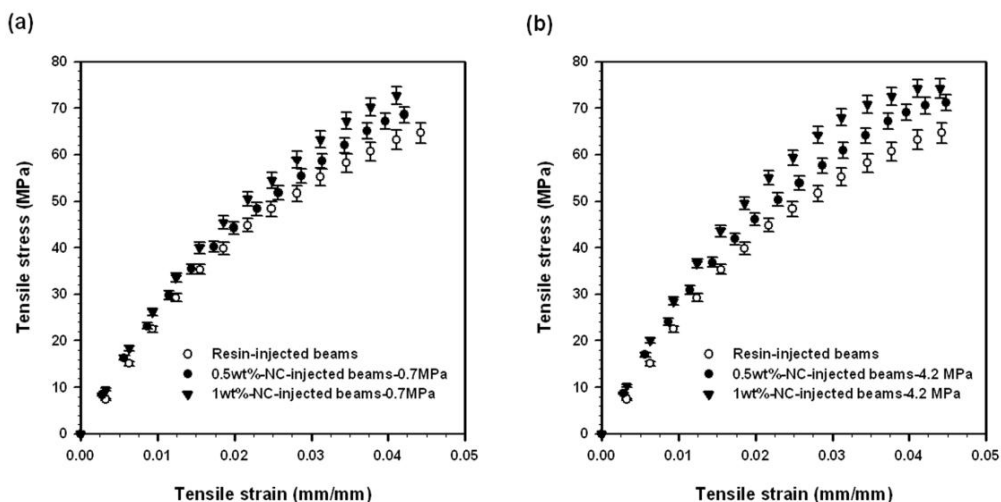 (a)
80
70
60
50
40
30
20
10
0
Tensile stress (MPa)
Resin-injected beams
0.5wt%-NC-injected beams-0.7MPa
1wt%-NC-injected beams-0.7MPa
0.00 0.01 0.02 0.03 0.04 0.05
Tensile strain (mm/mm)
(b)
80
70
60
50
40
30
20
10
0
Tensile stress (MPa)
Resin-injected beams
0.5wt%-NC-injected beams-4.2 MPa
1wt%-NC-injected beams-4.2 MPa
0.00 0.01 0.02 0.03 0.04 0.05
Tensile strain (mm/mm)